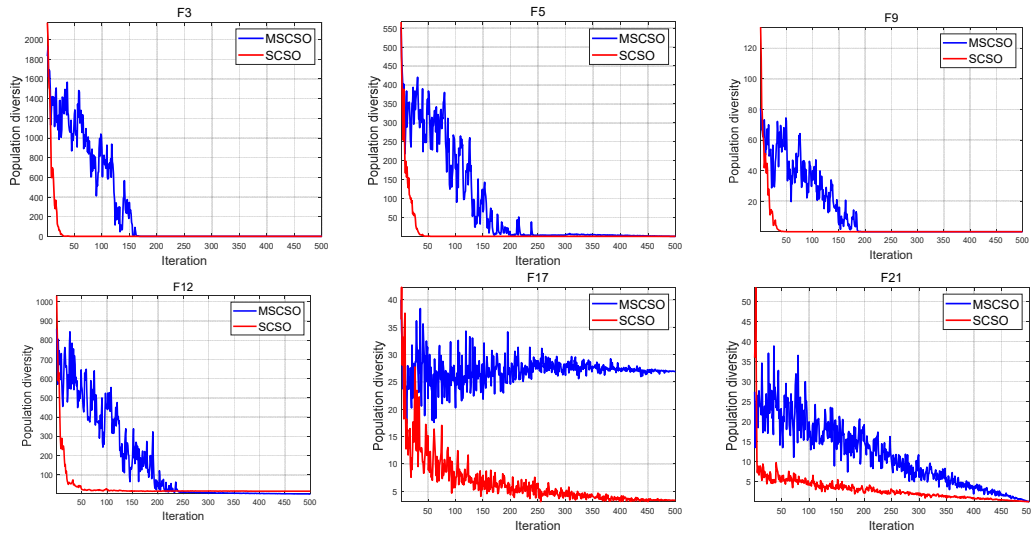 F3
MSCSO
SCSO
Population diversity
2000
1800
1600
1400
1200
1000
800
600
400
200
0
0 100 200 300 400 500
Iteration
F5
MSCSO
SCSO
Population diversity
550
500
450
400
350
300
250
200
150
100
50
50 100 150 200 250 300 350 400 450 500
Iteration
F9
MSCSO
SCSO
Population diversity
120
100
80
60
40
20
50 100 150 200 250 300 350 400 450 500
Iteration
F12
MSCSO
SCSO
Population diversity
1000
900
800
700
600
500
400
300
200
100
50 100 150 200 250 300 350 400 450 500
Iteration
F17
MSCSO
SCSO
Population diversity
40
35
30
25
20
15
10
5
50 100 150 200 250 300 350 400 450 500
Iteration
F21
MSCSO
SCSO
Population diversity
50
45
40
35
30
25
20
15
10
5
50 100 150 200 250 300 350 400 450 500
Iteration